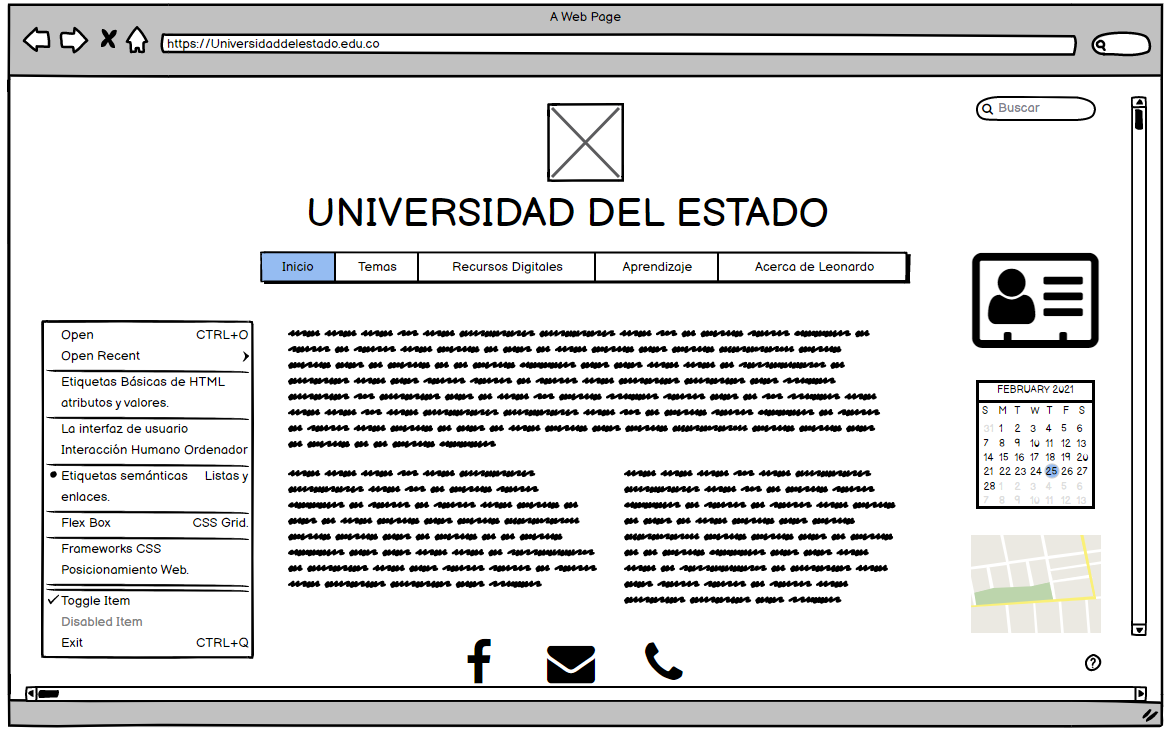 A Web Page
https://Universidaddelestado.edu.co
Buscar
UNIVERSIDAD DEL ESTADO
Inicio Temas Recursos Digitales Aprendizaje Acerca de Leonardo
Open CTRL+O
Open Recent
Etiquetas Básicas de HTML
atributos y valores.
La interfaz de usuario
Interacción Humano Ordenador
Etiquetas semánticas Listas y
enlaces.
Flex Box CSS Grid.
Frameworks CSS
Posicionamiento Web.
Toggle Item
Disabled Item
Exit CTRL+Q
FEBRUARY 2021
S M T W T F S
31 1 2 3 4 5 6
7 8 9 10 11 12 13
14 15 16 17 18 19 20
21 22 23 24 25 26 27
28 1 2 3 4 5 6
7 8 9 10 11 12 13
?